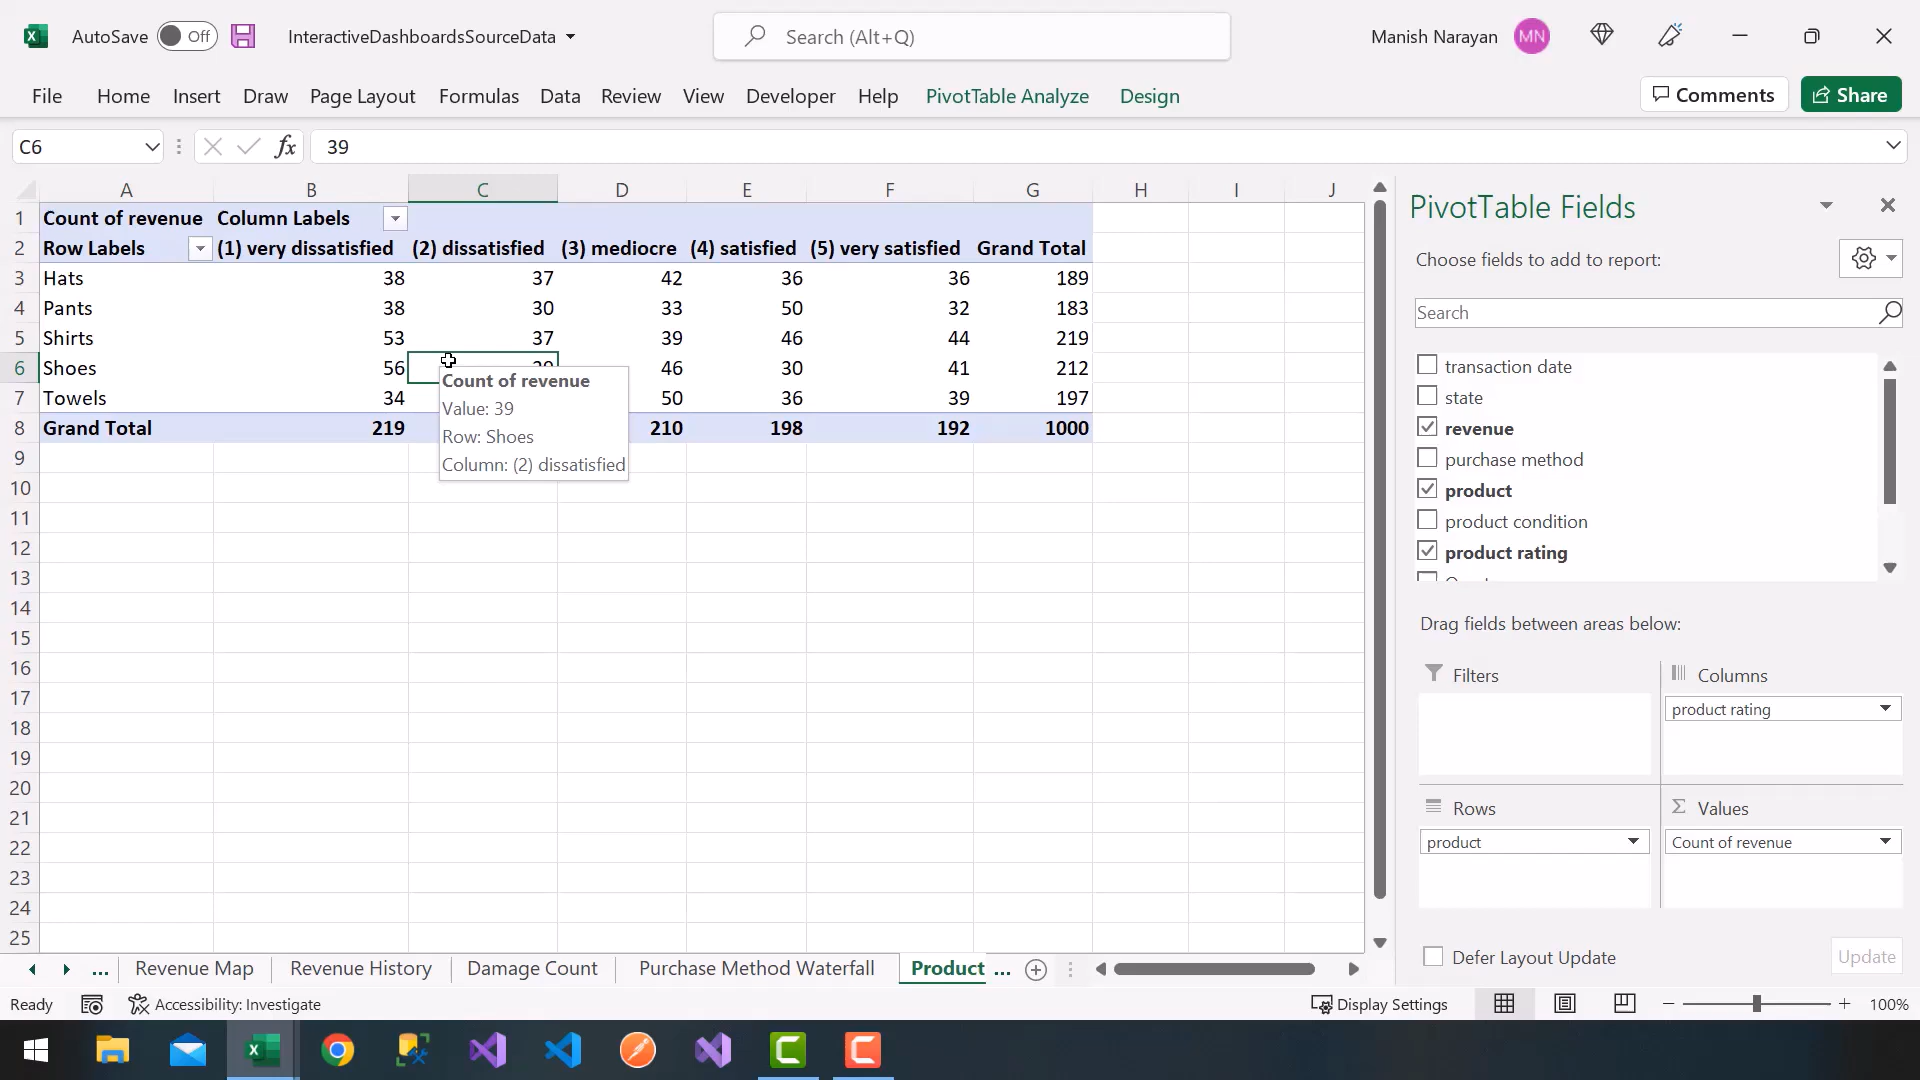 AutoSave Off InteractiveDashboardsSourceData Search (Alt+Q) Manish Narayan MN
File Home Insert Draw Page Layout Formulas Data Review View Developer Help PivotTable Analyze Design Comments Share
C6 fx 39
A B C D E F G H I J
1 Count of revenue Column Labels
2 Row Labels (1) very dissatisfied (2) dissatisfied (3) mediocre (4) satisfied (5) very satisfied Grand Total
3 Hats 38 37 42 36 36 189
4 Pants 38 30 33 50 32 183
5 Shirts 53 37 39 46 44 219
6 Shoes 56 46 30 41 212
7 Towels 34 50 36 39 197
8 Grand Total 219 210 198 192 1000
Count of revenue
Value: 39
Row: Shoes
Column: (2) dissatisfied
9
10
11
12
13
14
15
16
17
18
19
20
21
22
23
24
25
PivotTable Fields
Choose fields to add to report:
Search
transaction date
state
revenue
purchase method
product
product condition
product rating
Drag fields between areas below:
Filters
Columns
product rating
Rows
product
Σ Values
Count of revenue
Defer Layout Update Update
... Revenue Map Revenue History Damage Count Purchase Method Waterfall Product ...
Ready Accessibility: Investigate Display Settings 100%